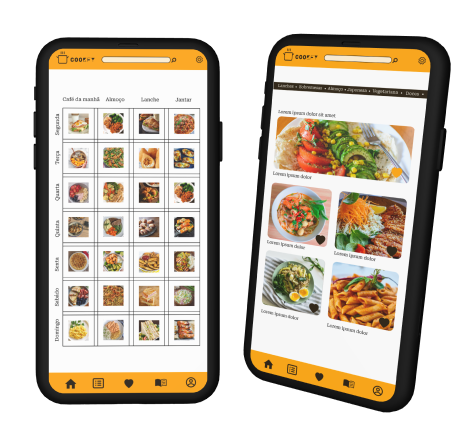 Café da manhã Almoço Lanche Jantar
Segunda
Terça
Quarta
Quinta
Sexta
Sábado
Domingo
Lanches • Sobremesas • Almoço • Japonesa • Vegetariana • Doces •
Lorem ipsum dolor sit amet
Lorem ipsum dolor
Lorem ipsum dolor
Lorem ipsum dolor
Lorem ipsum dolor
Lorem ipsum dolor